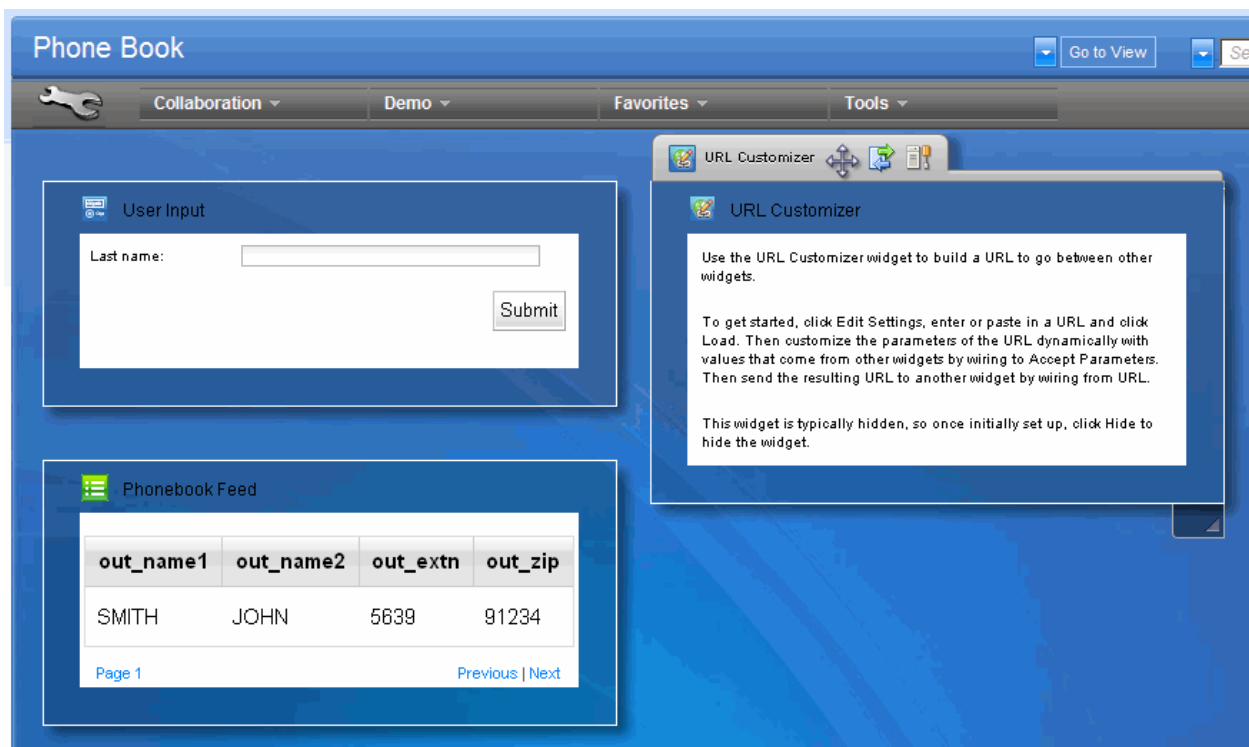 Phone Book
Go to View
Se
Collaboration
Demo
Favorites
Tools
URL Customizer
User Input
Last name:
Submit
URL Customizer
Use the URL Customizer widget to build a URL to go between other
widgets.
To get started, click Edit Settings, enter or paste in a URL and click
Load. Then customize the parameters of the URL dynamically with
values that come from other widgets by wiring to Accept Parameters.
Then send the resulting URL to another widget by wiring from URL.
This widget is typically hidden, so once initially set up, click Hide to
hide the widget.
Phonebook Feed
out_name1 out_name2 out_extn out_zip
SMITH JOHN 5639 91234
Page 1 Previous | Next